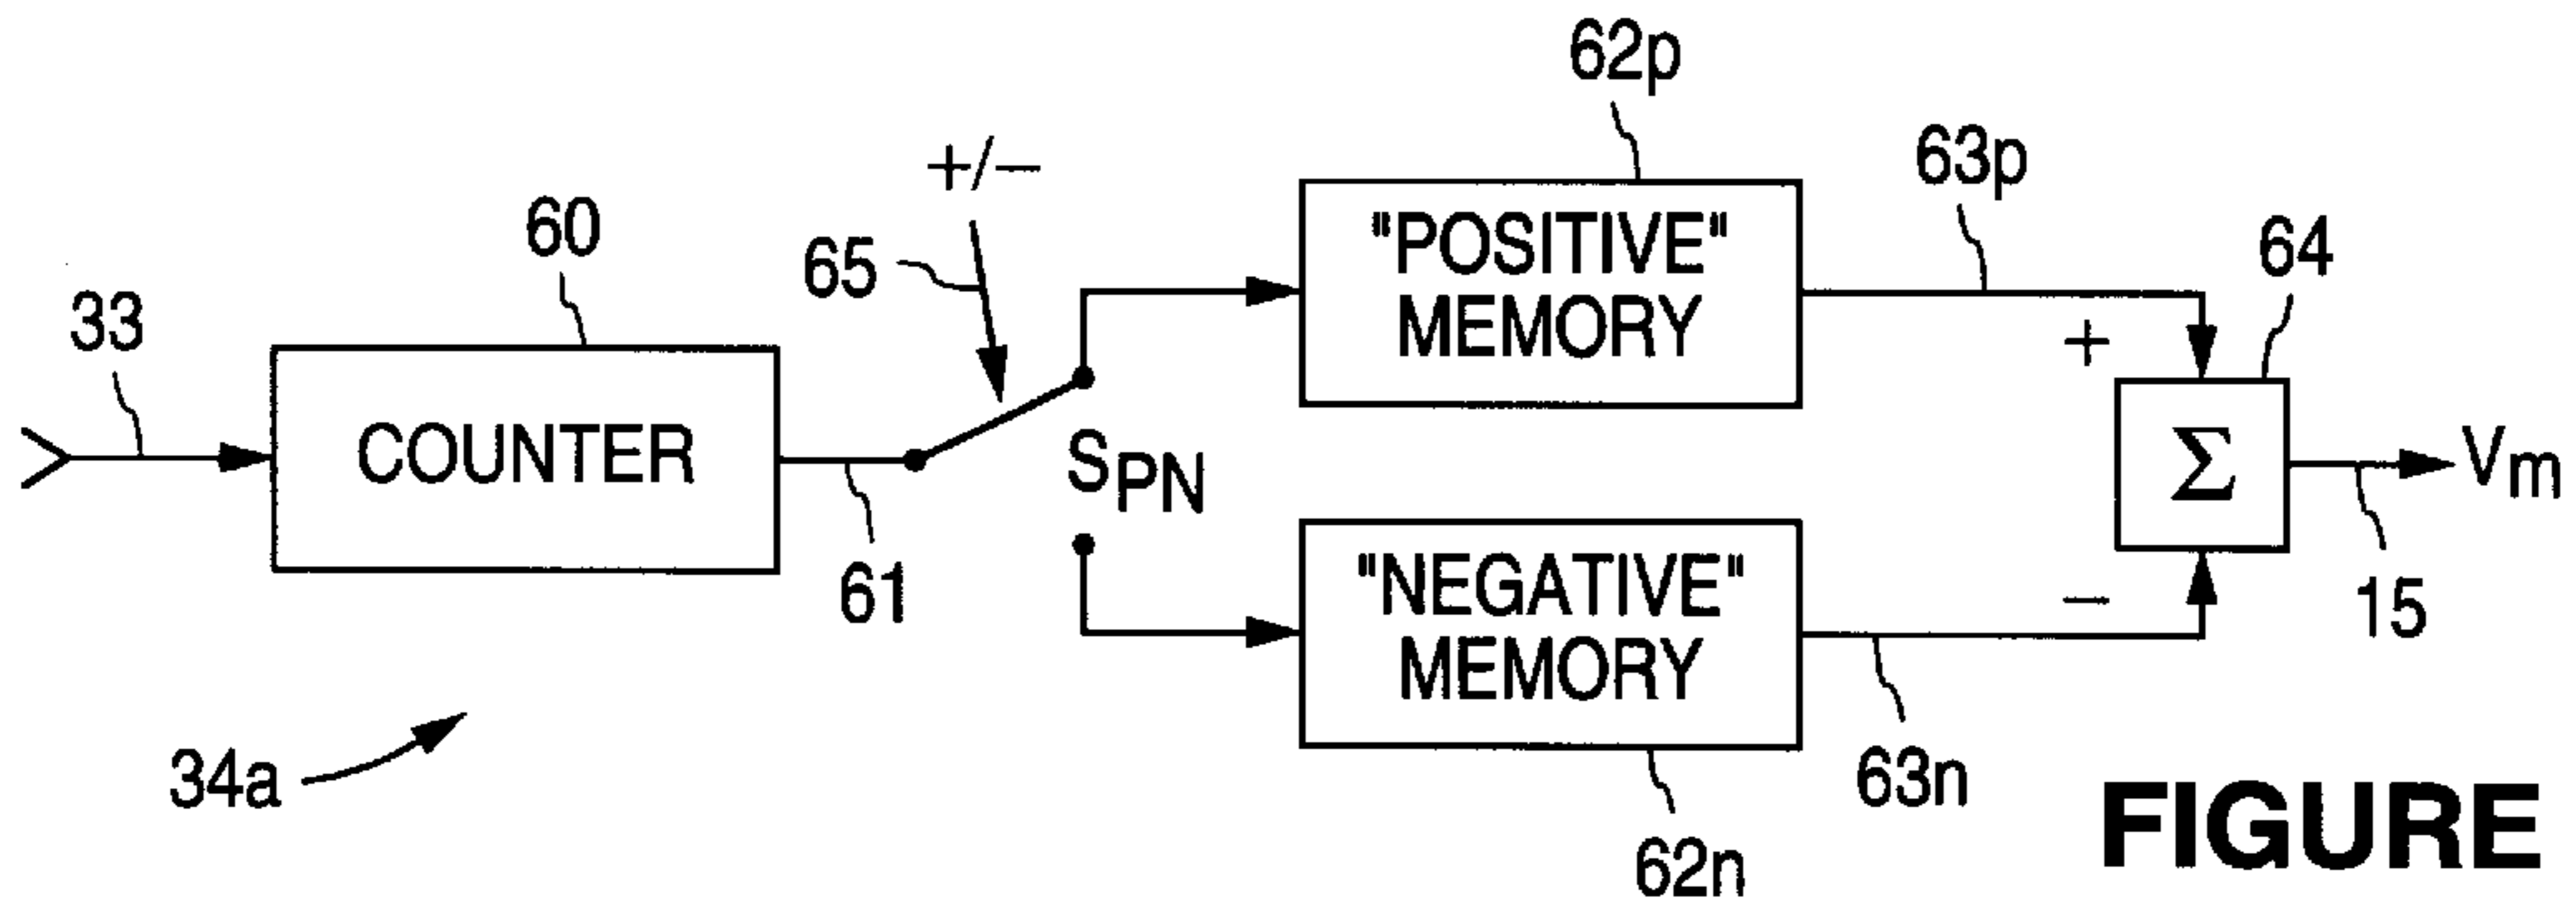 62p
+/−
63p
60
65
"POSITIVE"
MEMORY
64
33
+
COUNTER
SPN
Σ
Vm
61
"NEGATIVE"
MEMORY
−
15
34a
63n
62n
FIGURE